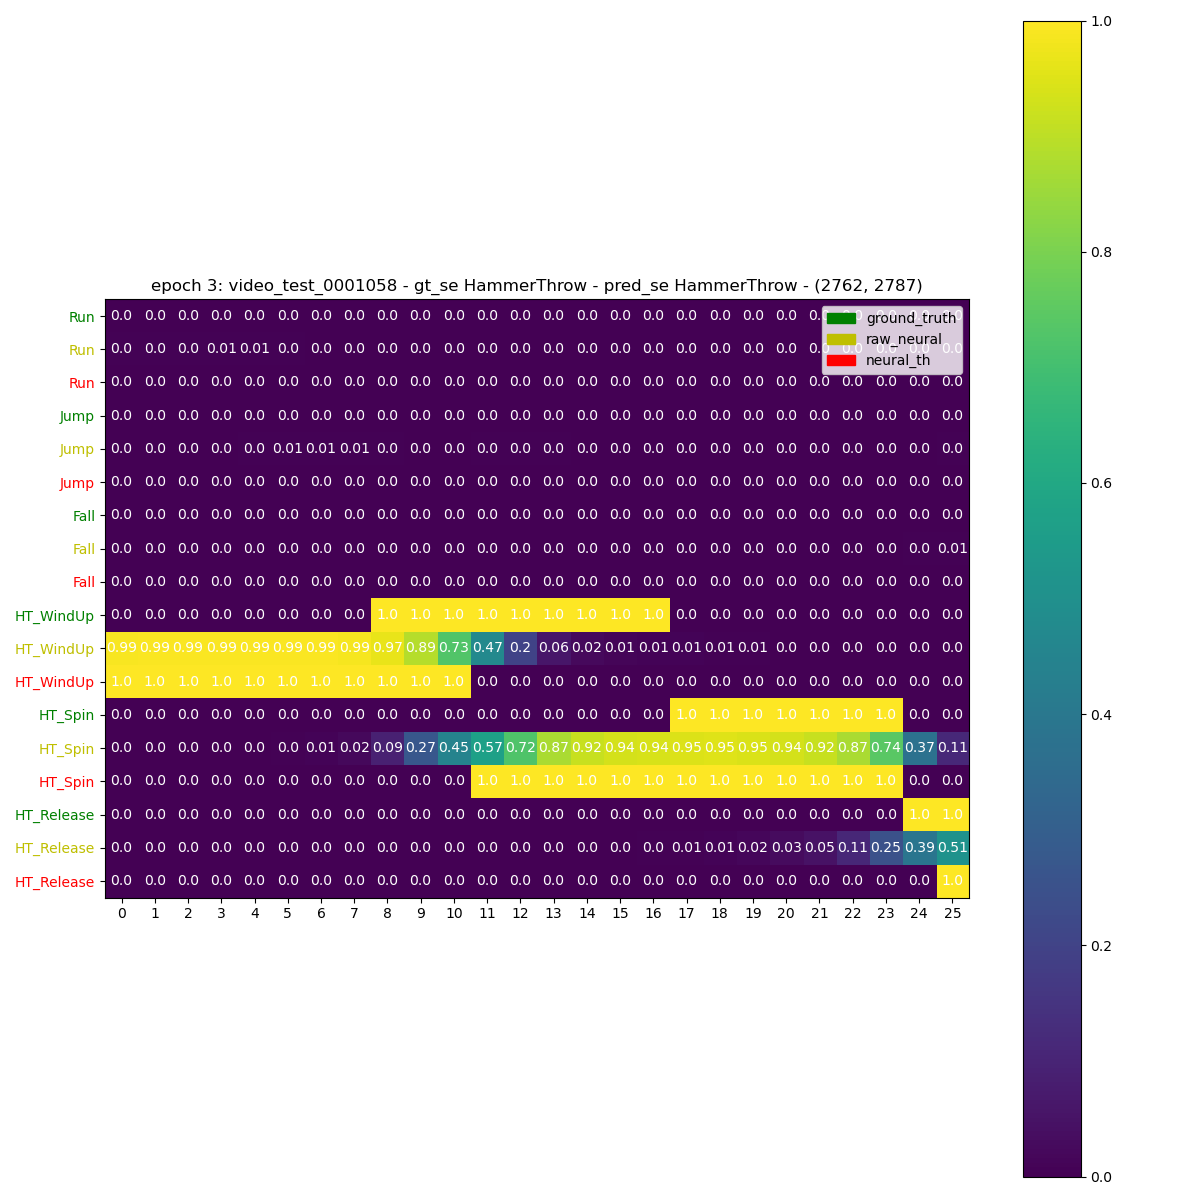 epoch 3: video_test_0001058 - gt_se HammerThrow - pred_se HammerThrow - (2762, 2787)
ground_truth
raw_neural
neural_th
Run 0.0 0.0 0.0 0.0 0.0 0.0 0.0 0.0 0.0 0.0 0.0 0.0 0.0 0.0 0.0 0.0 0.0 0.0 0.0 0.0 0.0 0.0 0.0 0.0 0.0 0.0
Run 0.0 0.0 0.0 0.01 0.01 0.0 0.0 0.0 0.0 0.0 0.0 0.0 0.0 0.0 0.0 0.0 0.0 0.0 0.0 0.0 0.0 0.0 0.0 0.0 0.0 0.0
Run 0.0 0.0 0.0 0.0 0.0 0.0 0.0 0.0 0.0 0.0 0.0 0.0 0.0 0.0 0.0 0.0 0.0 0.0 0.0 0.0 0.0 0.0 0.0 0.0 0.0 0.0
Jump 0.0 0.0 0.0 0.0 0.0 0.0 0.0 0.0 0.0 0.0 0.0 0.0 0.0 0.0 0.0 0.0 0.0 0.0 0.0 0.0 0.0 0.0 0.0 0.0 0.0 0.0
Jump 0.0 0.0 0.0 0.0 0.0 0.01 0.01 0.01 0.0 0.0 0.0 0.0 0.0 0.0 0.0 0.0 0.0 0.0 0.0 0.0 0.0 0.0 0.0 0.0 0.0 0.0
Jump 0.0 0.0 0.0 0.0 0.0 0.0 0.0 0.0 0.0 0.0 0.0 0.0 0.0 0.0 0.0 0.0 0.0 0.0 0.0 0.0 0.0 0.0 0.0 0.0 0.0 0.0
Fall 0.0 0.0 0.0 0.0 0.0 0.0 0.0 0.0 0.0 0.0 0.0 0.0 0.0 0.0 0.0 0.0 0.0 0.0 0.0 0.0 0.0 0.0 0.0 0.0 0.0 0.0
Fall 0.0 0.0 0.0 0.0 0.0 0.0 0.0 0.0 0.0 0.0 0.0 0.0 0.0 0.0 0.0 0.0 0.0 0.0 0.0 0.0 0.0 0.0 0.0 0.0 0.0 0.01
Fall 0.0 0.0 0.0 0.0 0.0 0.0 0.0 0.0 0.0 0.0 0.0 0.0 0.0 0.0 0.0 0.0 0.0 0.0 0.0 0.0 0.0 0.0 0.0 0.0 0.0 0.0
HT_WindUp 0.0 0.0 0.0 0.0 0.0 0.0 0.0 0.0 1.0 1.0 1.0 1.0 1.0 1.0 1.0 1.0 1.0 0.0 0.0 0.0 0.0 0.0 0.0 0.0 0.0 0.0
HT_WindUp 0.99 0.99 0.99 0.99 0.99 0.99 0.99 0.99 0.97 0.89 0.73 0.47 0.2 0.06 0.02 0.01 0.01 0.01 0.01 0.01 0.0 0.0 0.0 0.0 0.0 0.0
HT_WindUp 1.0 1.0 1.0 1.0 1.0 1.0 1.0 1.0 1.0 1.0 1.0 0.0 0.0 0.0 0.0 0.0 0.0 0.0 0.0 0.0 0.0 0.0 0.0 0.0 0.0 0.0
HT_Spin 0.0 0.0 0.0 0.0 0.0 0.0 0.0 0.0 0.0 0.0 0.0 0.0 0.0 0.0 0.0 0.0 0.0 1.0 1.0 1.0 1.0 1.0 1.0 1.0 0.0 0.0
HT_Spin 0.0 0.0 0.0 0.0 0.0 0.0 0.01 0.02 0.09 0.27 0.45 0.57 0.72 0.87 0.92 0.94 0.94 0.95 0.95 0.95 0.94 0.92 0.87 0.74 0.37 0.11
HT_Spin 0.0 0.0 0.0 0.0 0.0 0.0 0.0 0.0 0.0 0.0 0.0 1.0 1.0 1.0 1.0 1.0 1.0 1.0 1.0 1.0 1.0 1.0 1.0 1.0 0.0 0.0
HT_Release 0.0 0.0 0.0 0.0 0.0 0.0 0.0 0.0 0.0 0.0 0.0 0.0 0.0 0.0 0.0 0.0 0.0 0.0 0.0 0.0 0.0 0.0 0.0 0.0 1.0 1.0
HT_Release 0.0 0.0 0.0 0.0 0.0 0.0 0.0 0.0 0.0 0.0 0.0 0.0 0.0 0.0 0.0 0.0 0.0 0.01 0.01 0.02 0.03 0.05 0.11 0.25 0.39 0.51
HT_Release 0.0 0.0 0.0 0.0 0.0 0.0 0.0 0.0 0.0 0.0 0.0 0.0 0.0 0.0 0.0 0.0 0.0 0.0 0.0 0.0 0.0 0.0 0.0 0.0 0.0 1.0
0 1 2 3 4 5 6 7 8 9 10 11 12 13 14 15 16 17 18 19 20 21 22 23 24 25
1.0
0.8
0.6
0.4
0.2
0.0